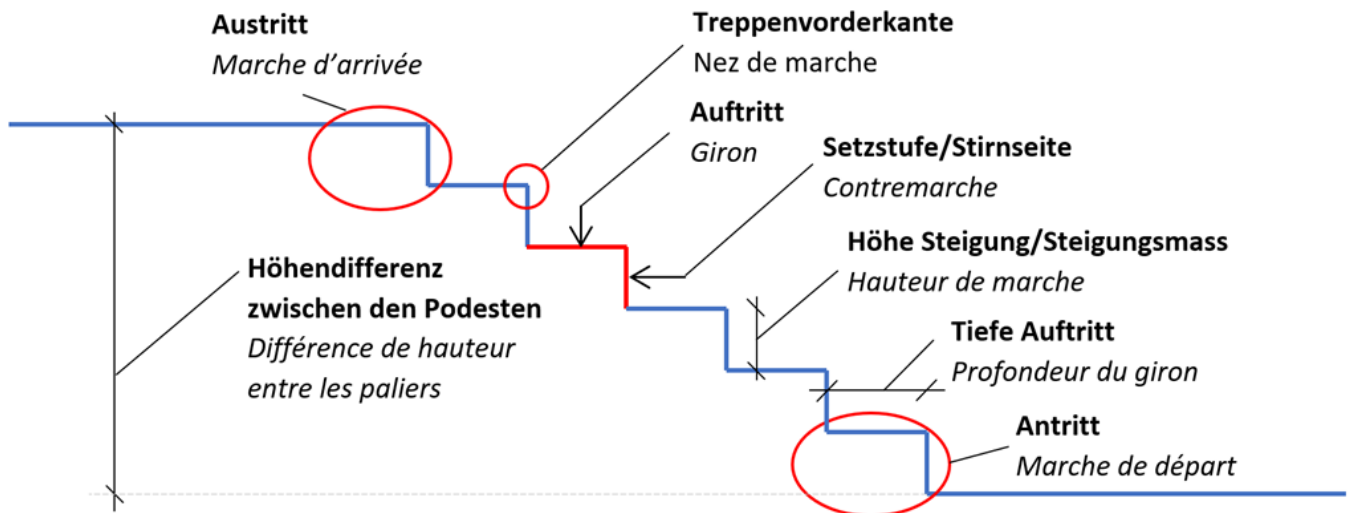 Austritt
Marche d’arrivée
Treppenvorderkante
Nez de marche
Auftritt
Giron
Setzstufe/Stirnseite
Contremarche
Höhe Steigung/Steigungsmass
Hauteur de marche
Höhendifferenz
zwischen den Podesten
Différence de hauteur
entre les paliers
Tiefe Auftritt
Profondeur du giron
Antritt
Marche de départ